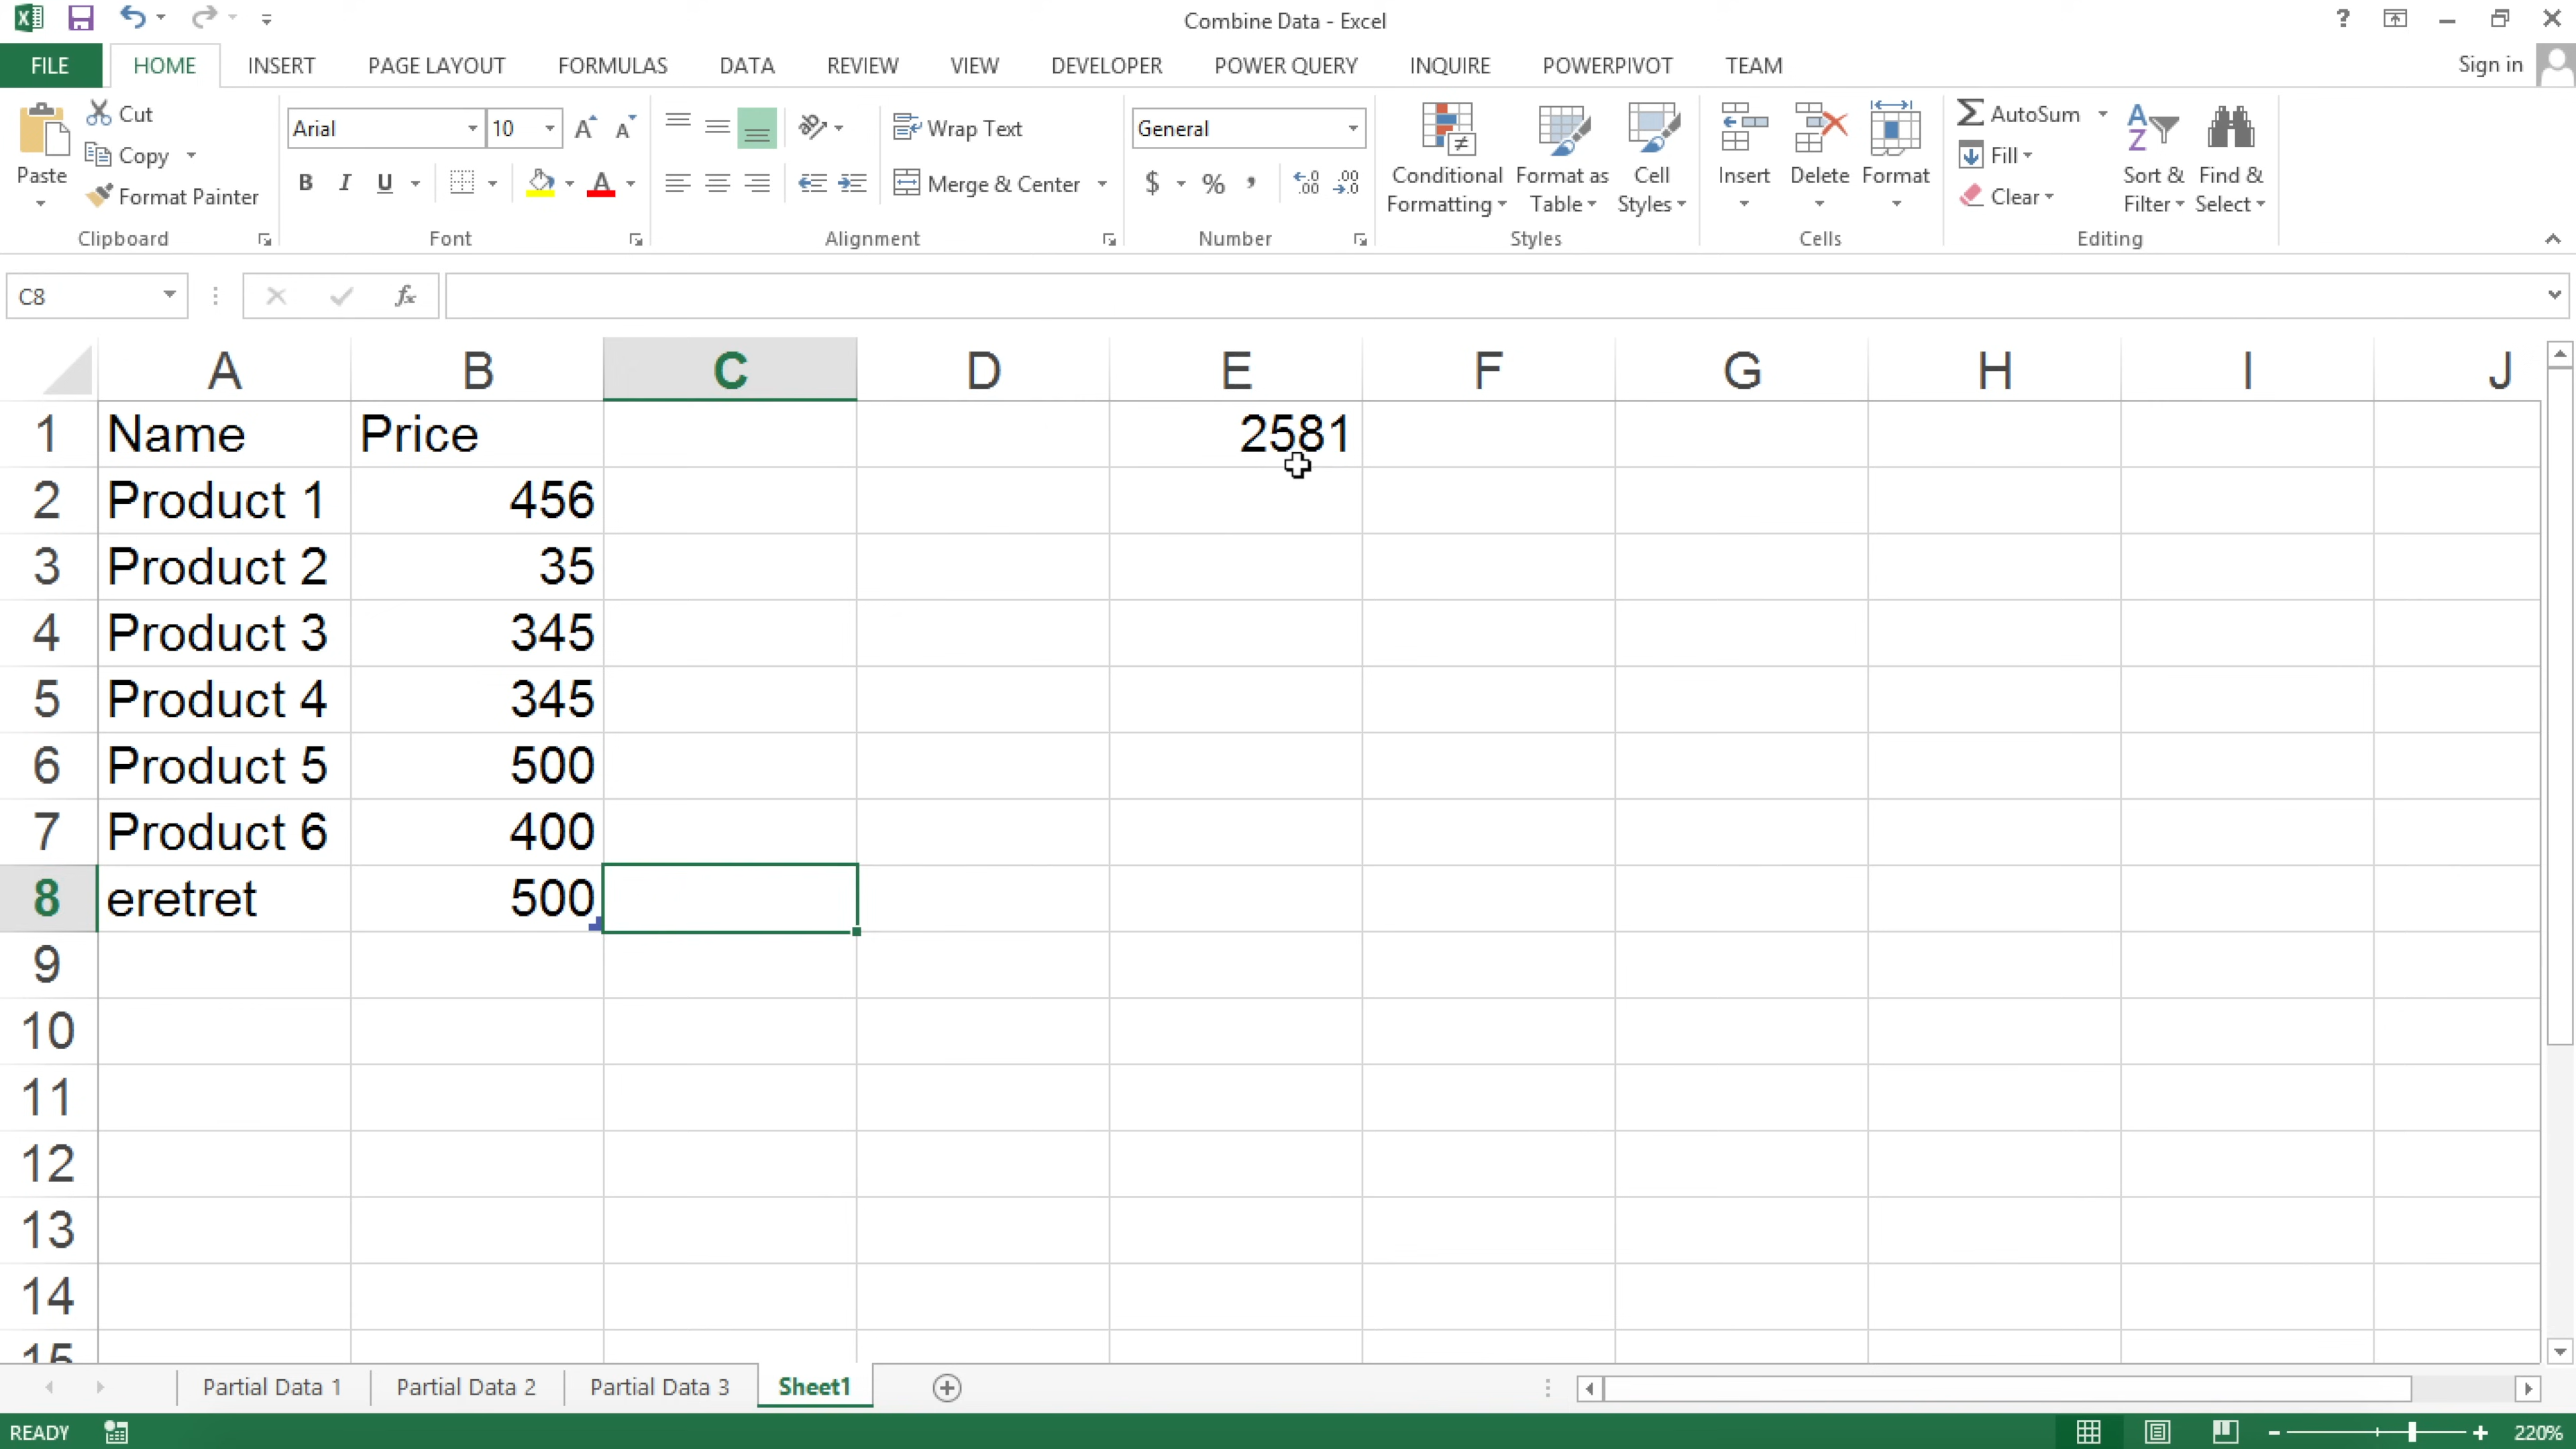 Combine Data - Excel
?
FILE HOME INSERT PAGE LAYOUT FORMULAS DATA REVIEW VIEW DEVELOPER POWER QUERY INQUIRE POWERPIVOT TEAM Sign in
Paste
Cut
Copy
Format Painter
Clipboard
Arial 10
B I U
Font
Wrap Text
Merge & Center
Alignment
General
$ % ,
Number
Conditional Formatting
Format as Table
Cell Styles
Styles
Insert Delete Format
Cells
AutoSum
Fill
Clear
Sort & Filter
Find & Select
Editing
C8 fx
A B C D E F G H I J
1 Name Price 2581
2 Product 1 456
3 Product 2 35
4 Product 3 345
5 Product 4 345
6 Product 5 500
7 Product 6 400
8 eretret 500
9
10
11
12
13
14
15
Partial Data 1 Partial Data 2 Partial Data 3 Sheet1
READY 220%